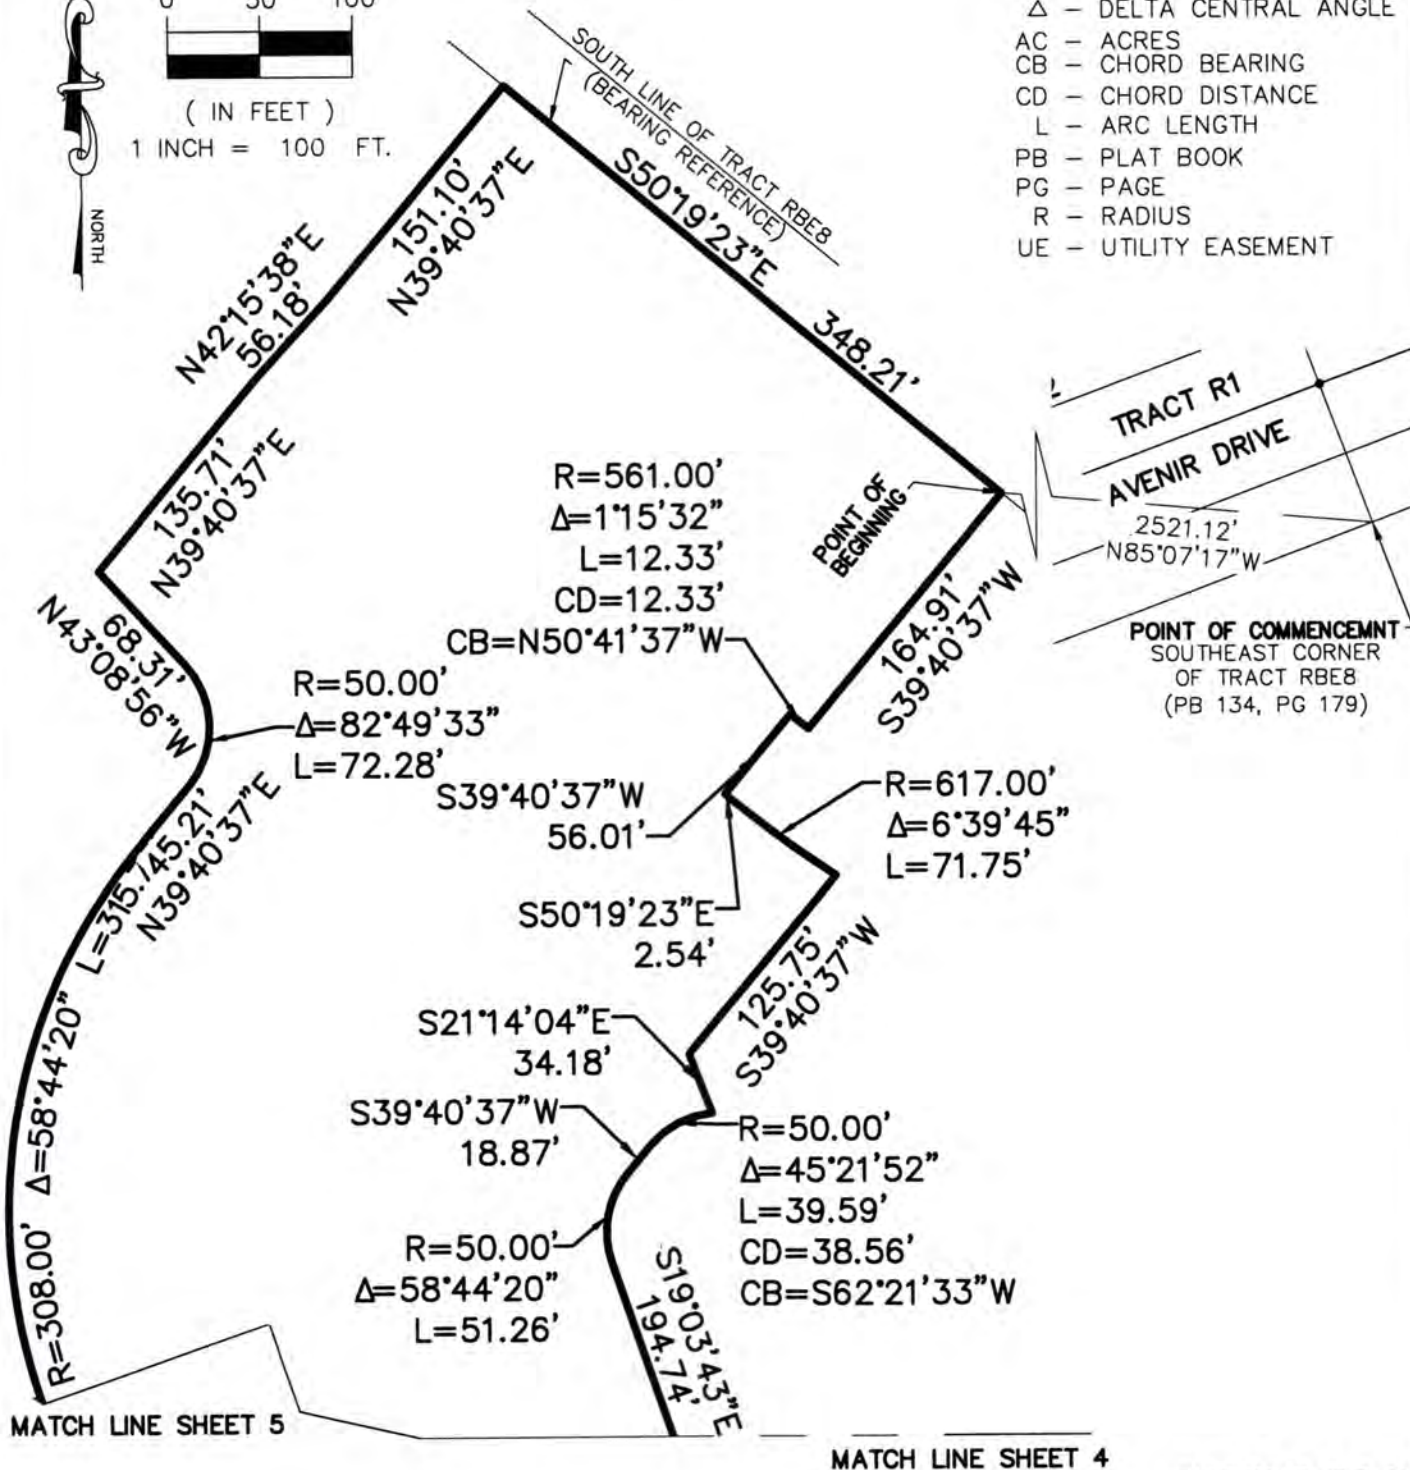 0 50 100
( IN FEET )
1 INCH = 100 FT.
NORTH
Δ – DELTA CENTRAL ANGLE
AC – ACRES
CB – CHORD BEARING
CD – CHORD DISTANCE
L – ARC LENGTH
PB – PLAT BOOK
PG – PAGE
R – RADIUS
UE – UTILITY EASEMENT
SOUTH LINE OF TRACT RBE8
(BEARING REFERENCE)
S50°19'23"E
348.21'
151.10'
N39°40'37"E
N42°15'38"E
56.18'
135.71'
N39°40'37"E
68.31'
N43°08'56"W
R=50.00'
Δ=82°49'33"
L=72.28'
45.21'
N39°40'37"E
R=308.00' Δ=58°44'20" L=315.7
R=561.00'
Δ=1°15'32"
L=12.33'
CD=12.33'
CB=N50°41'37"W
POINT OF
BEGINNING
164.91'
S39°40'37"W
TRACT R1
AVENIR DRIVE
2521.12'
N85°07'17"W
POINT OF COMMENCEMNT
SOUTHEAST CORNER
OF TRACT RBE8
(PB 134, PG 179)
S39°40'37"W
56.01'
R=617.00'
Δ=6°39'45"
L=71.75'
S50°19'23"E
2.54'
125.75'
S39°40'37"W
S21°14'04"E
34.18'
S39°40'37"W
18.87'
R=50.00'
Δ=45°21'52"
L=39.59'
CD=38.56'
CB=S62°21'33"W
R=50.00'
Δ=58°44'20"
L=51.26'
S19°03'43"E
194.74'
MATCH LINE SHEET 5
MATCH LINE SHEET 4